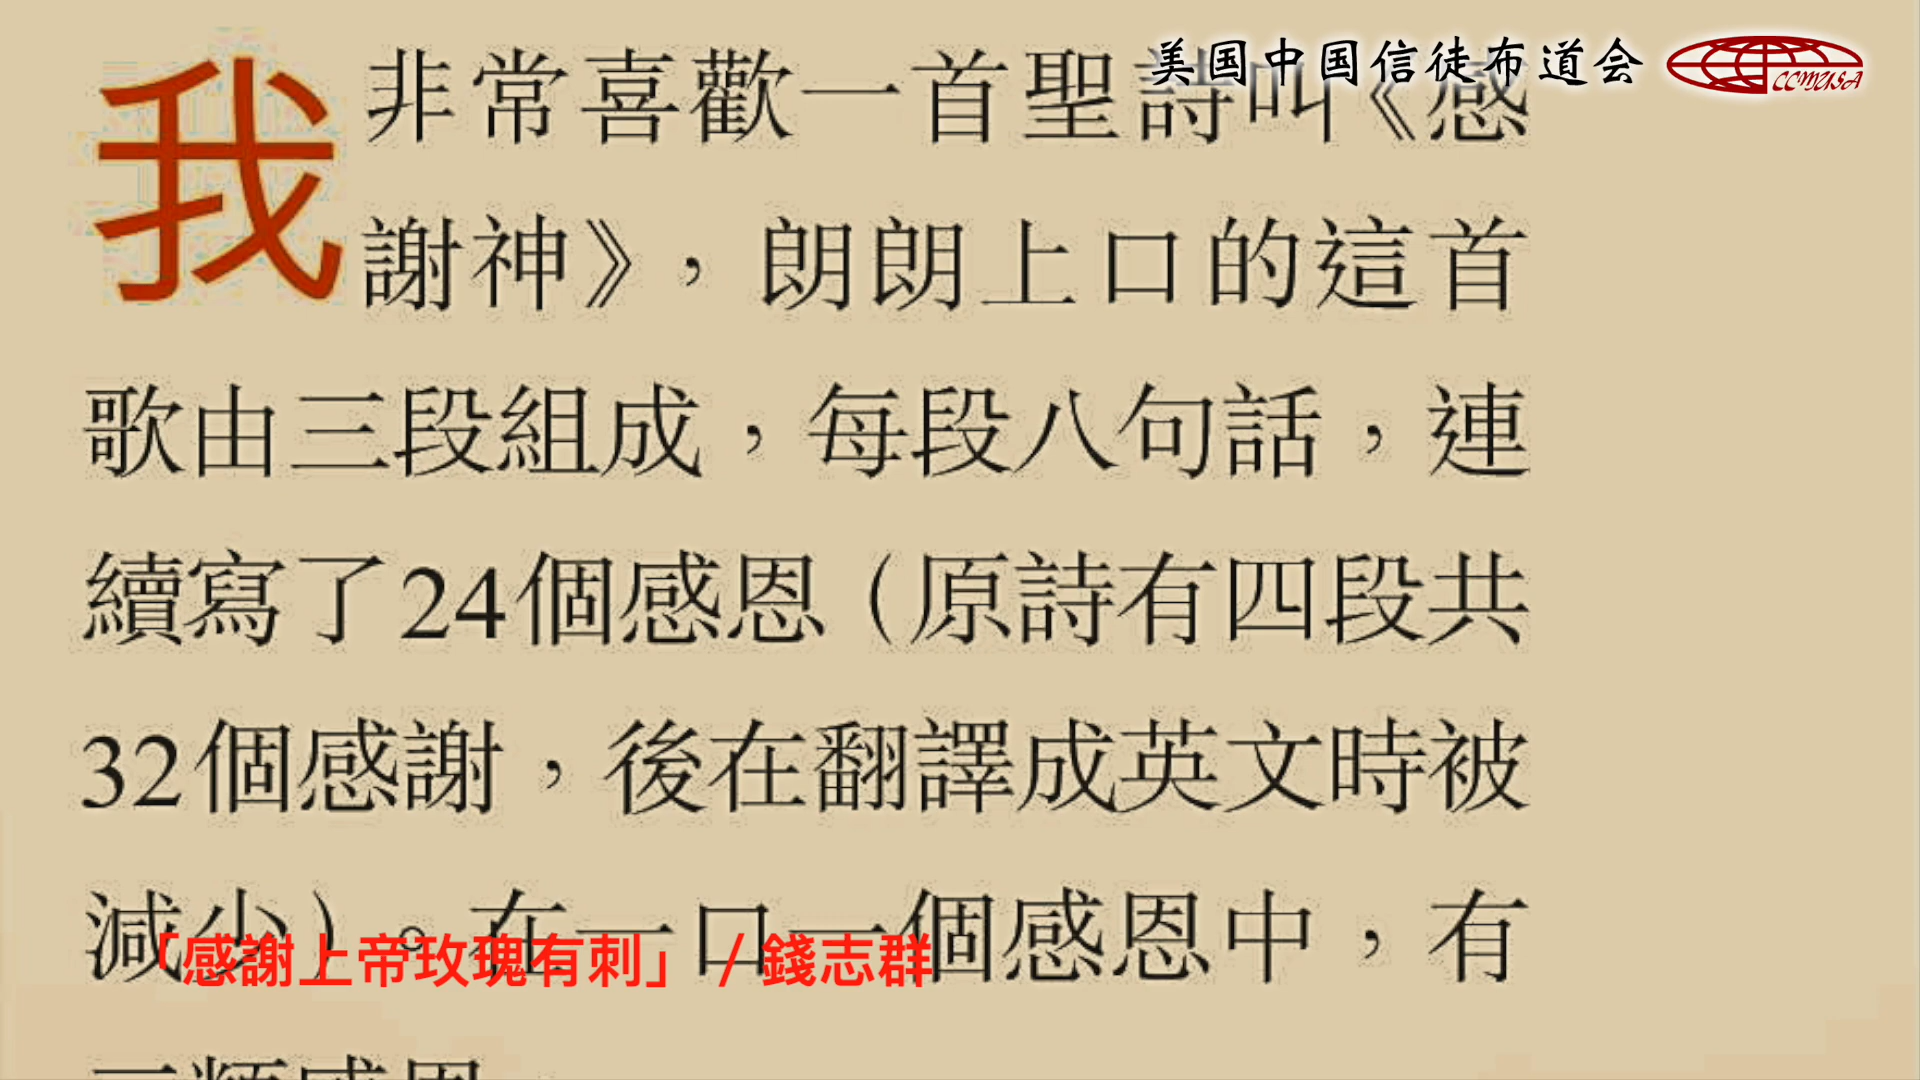 美国中国信徒布道会 CCMUSA
我非常喜歡一首聖詩叫《感
謝神》，朗朗上口的這首
歌由三段組成，每段八句話，連
續寫了24個感恩（原詩有四段共
32個感謝，後在翻譯成英文時被
減少）。在一口一個感恩中，有
「感謝上帝玫瑰有刺」／錢志群